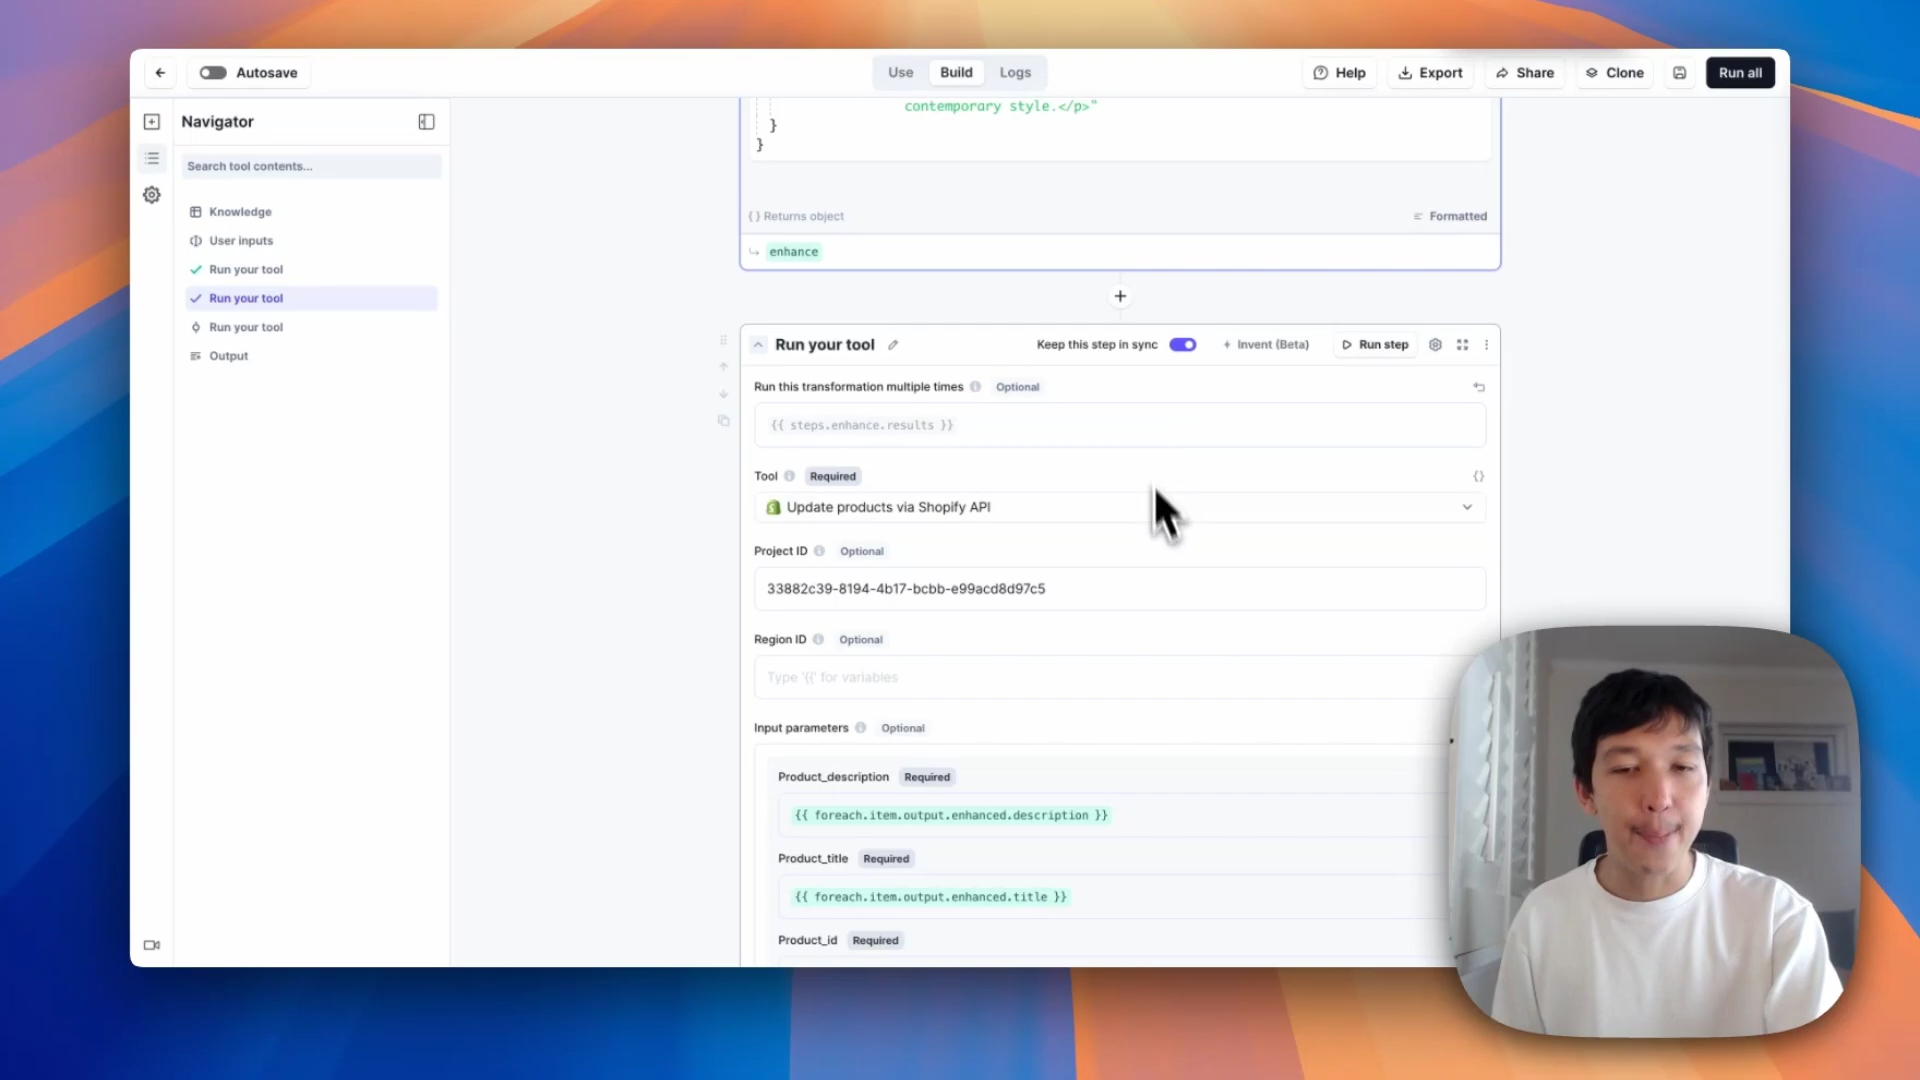 Autosave
Use
Build
Logs
Help
Export
Share
Clone
Run all
Navigator
Search tool contents...
Knowledge
User inputs
Run your tool
Run your tool
Run your tool
Output
contemporary style.</p>"
}
}
{ } Returns object
Formatted
enhance
Run your tool
Keep this step in sync
Invent (Beta)
Run step
Run this transformation multiple times
Optional
{{ steps.enhance.results }}
Tool
Required
{}
Update products via Shopify API
Project ID
Optional
33882c39-8194-4b17-bcbb-e99acd8d97c5
Region ID
Optional
Type '{{' for variables
Input parameters
Optional
Product_description
Required
{{ foreach.item.output.enhanced.description }}
Product_title
Required
{{ foreach.item.output.enhanced.title }}
Product_id
Required